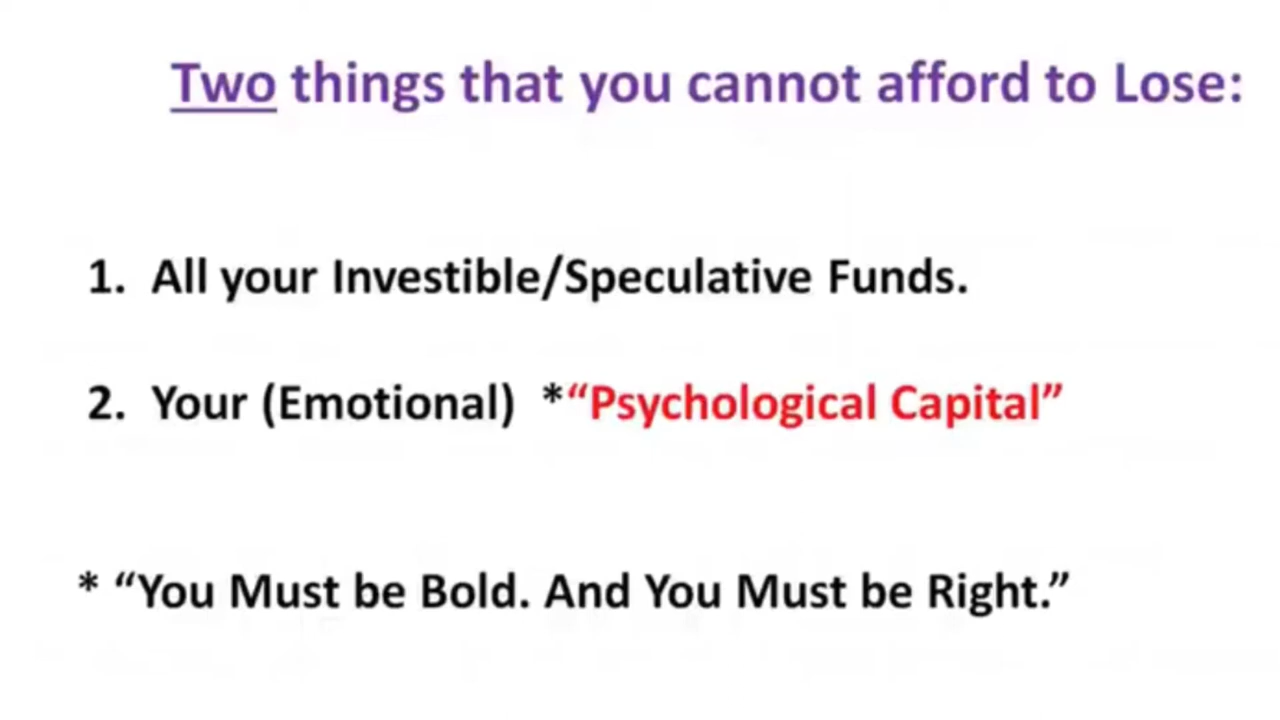 Two things that you cannot afford to Lose:
1. All your Investible/Speculative Funds.
2. Your (Emotional) *“Psychological Capital”
* “You Must be Bold. And You Must be Right.”